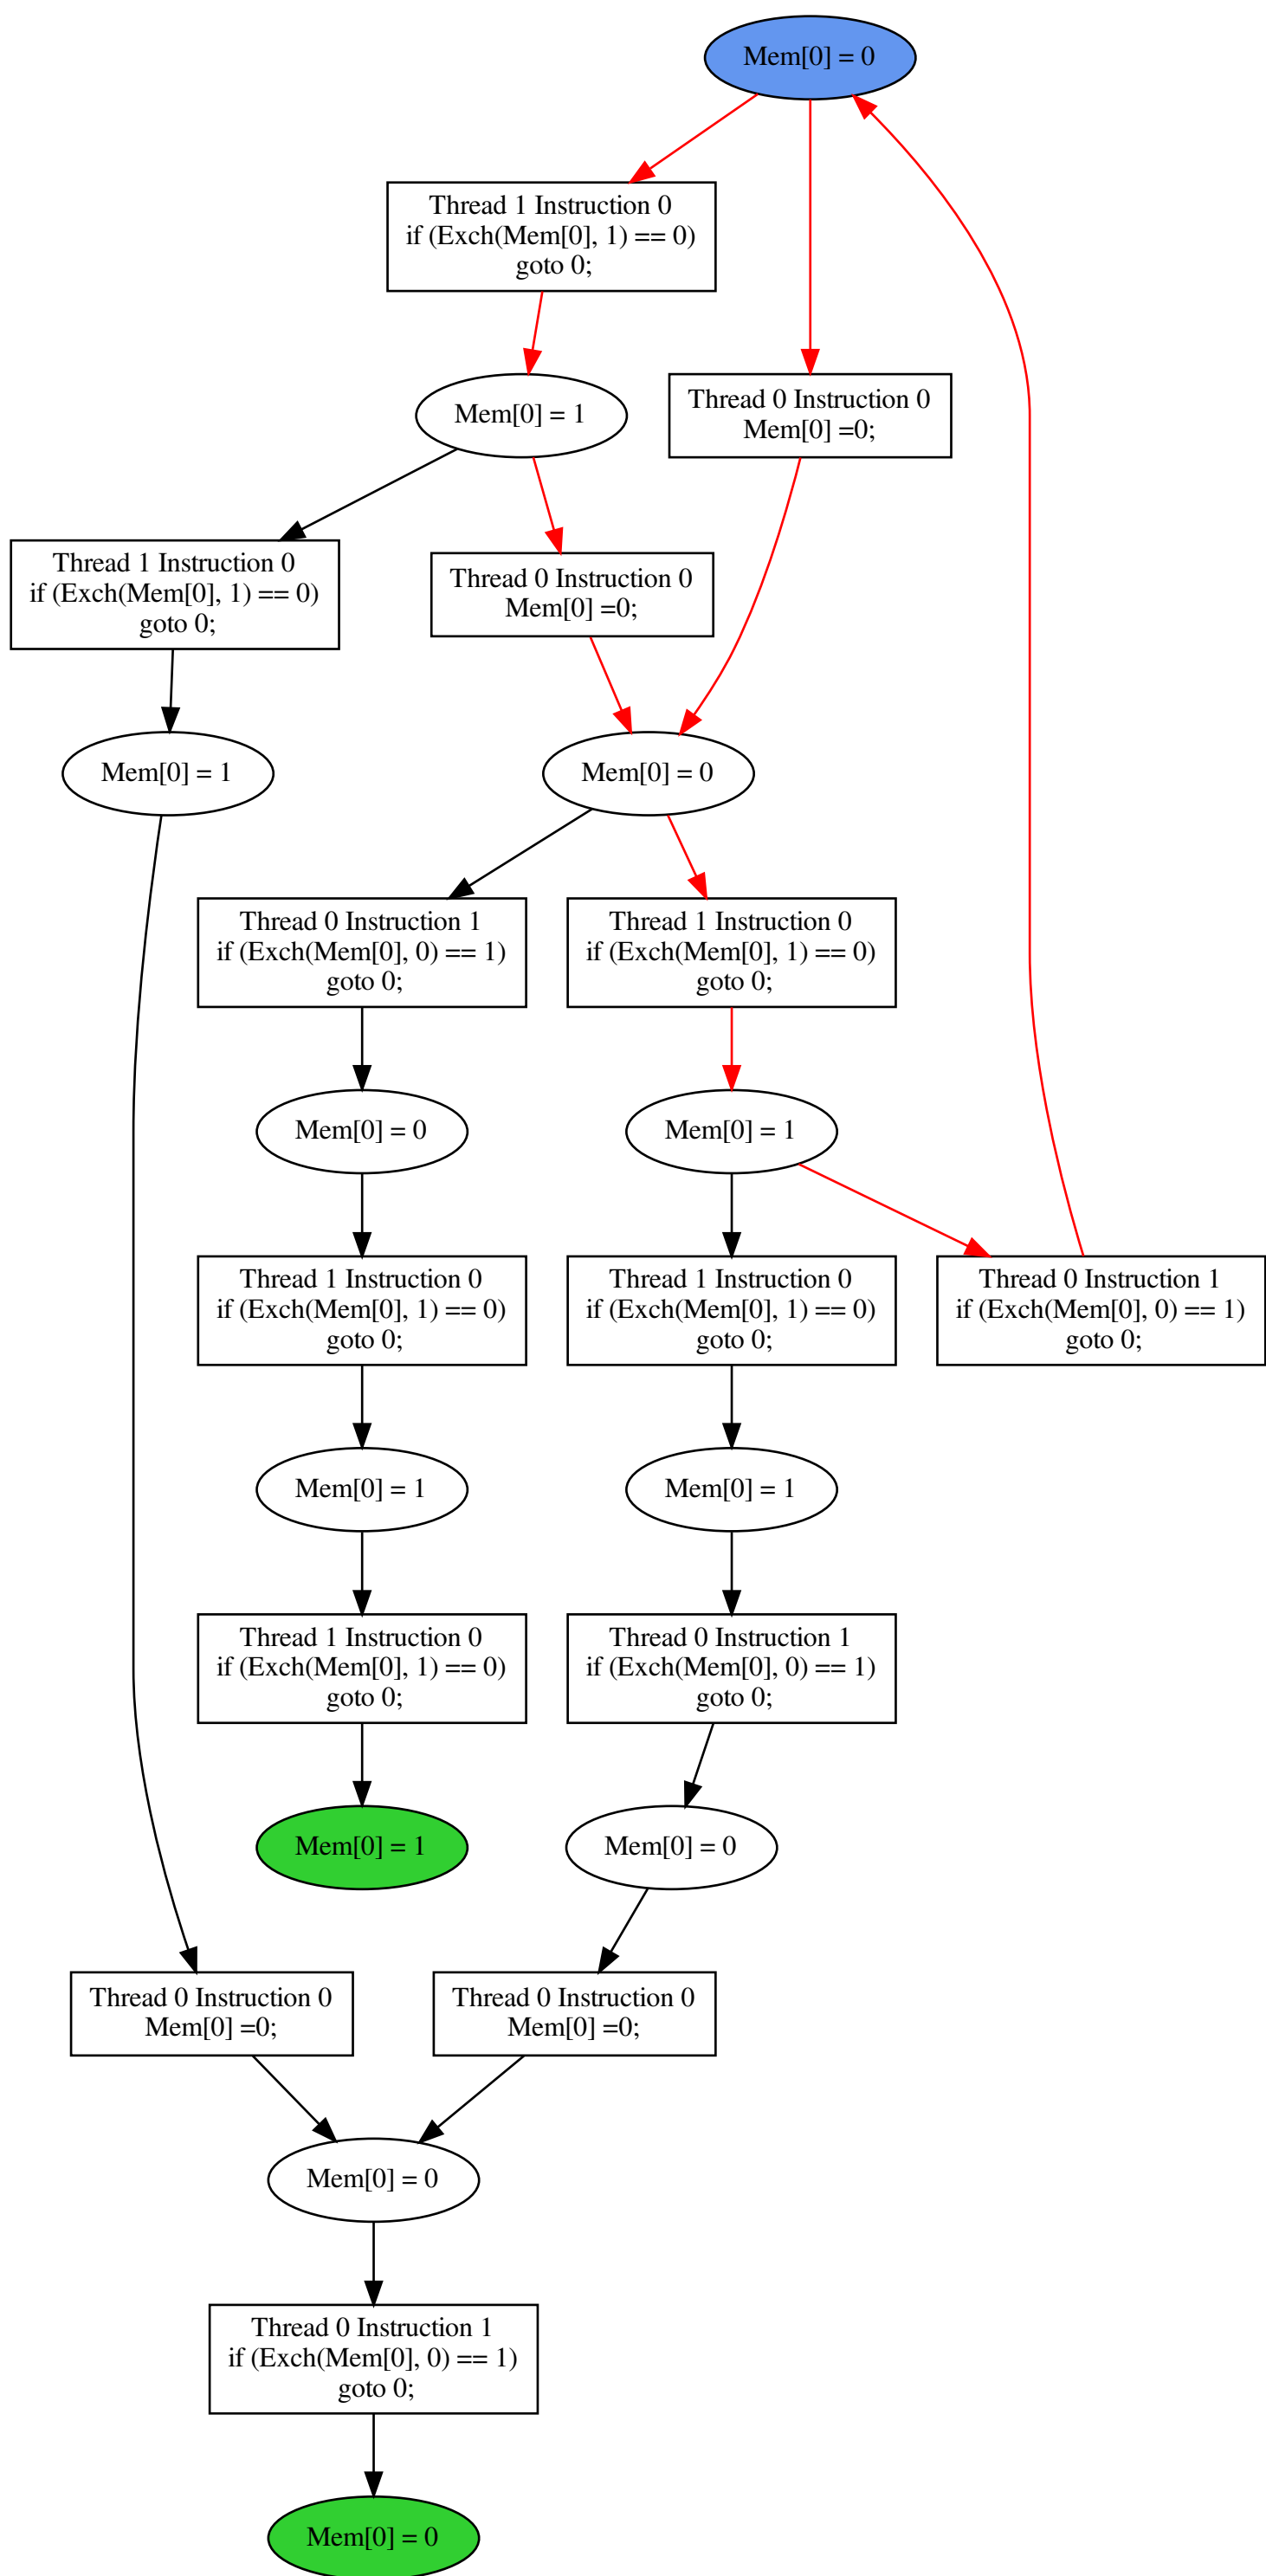 Mem[0] = 0
Thread 1 Instruction 0
if (Exch(Mem[0], 1) == 0)
goto 0;
Mem[0] = 1
Thread 0 Instruction 0
Mem[0] =0;
Thread 1 Instruction 0
if (Exch(Mem[0], 1) == 0)
goto 0;
Thread 0 Instruction 0
Mem[0] =0;
Mem[0] = 1
Mem[0] = 0
Thread 0 Instruction 1
if (Exch(Mem[0], 0) == 1)
goto 0;
Thread 1 Instruction 0
if (Exch(Mem[0], 1) == 0)
goto 0;
Mem[0] = 0
Mem[0] = 1
Thread 1 Instruction 0
if (Exch(Mem[0], 1) == 0)
goto 0;
Thread 1 Instruction 0
if (Exch(Mem[0], 1) == 0)
goto 0;
Thread 0 Instruction 1
if (Exch(Mem[0], 0) == 1)
goto 0;
Mem[0] = 1
Mem[0] = 1
Thread 1 Instruction 0
if (Exch(Mem[0], 1) == 0)
goto 0;
Thread 0 Instruction 1
if (Exch(Mem[0], 0) == 1)
goto 0;
Mem[0] = 1
Mem[0] = 0
Thread 0 Instruction 0
Mem[0] =0;
Thread 0 Instruction 0
Mem[0] =0;
Mem[0] = 0
Thread 0 Instruction 1
if (Exch(Mem[0], 0) == 1)
goto 0;
Mem[0] = 0